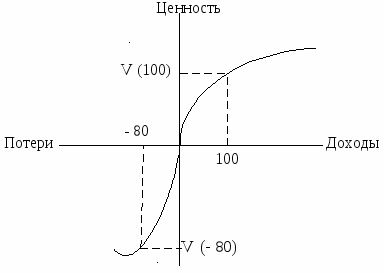 Ценность
V (100)
- 80
Потери
Доходы
100
V (- 80)